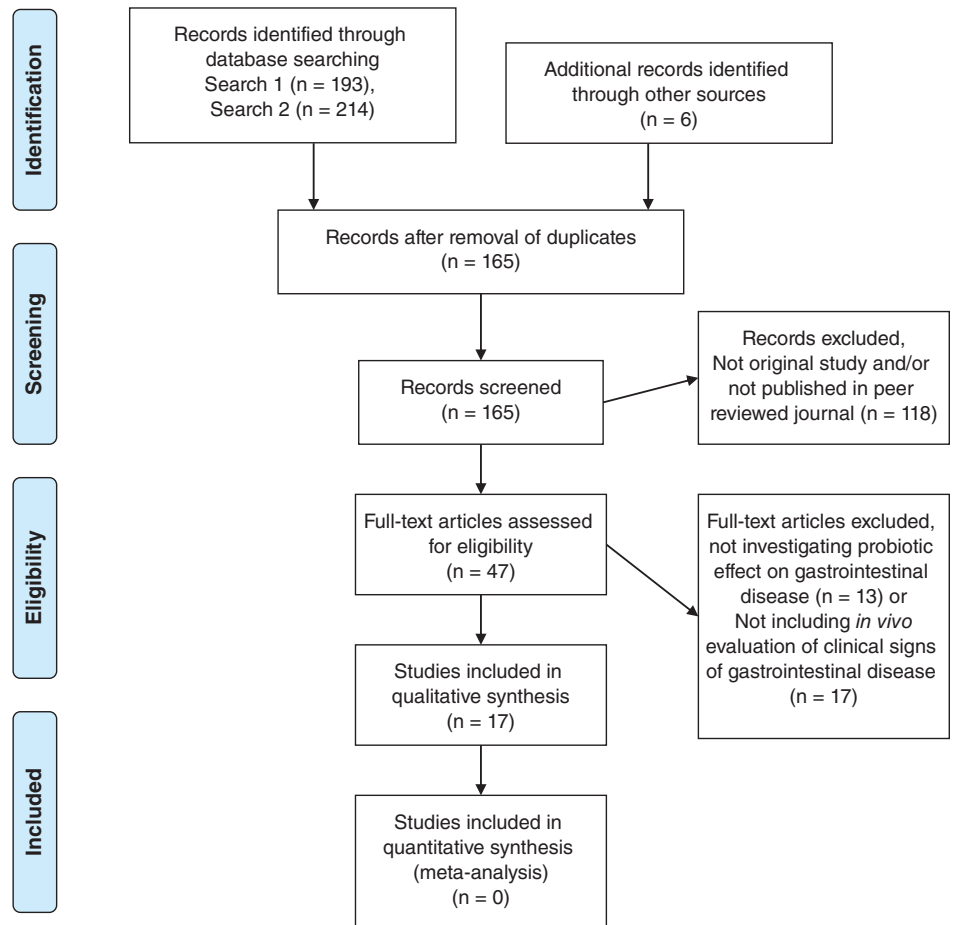 Identification
Records identified through
database searching
Search 1 (n = 193),
Search 2 (n = 214)
Additional records identified
through other sources
(n = 6)
Records after removal of duplicates
(n = 165)
Screening
Records screened
(n = 165)
Records excluded,
Not original study and/or
not published in peer
reviewed journal (n = 118)
Eligibility
Full-text articles assessed
for eligibility
(n = 47)
Full-text articles excluded,
not investigating probiotic
effect on gastrointestinal
disease (n = 13) or
Not including in vivo
evaluation of clinical signs
of gastrointestinal disease
(n = 17)
Studies included in
qualitative synthesis
(n = 17)
Included
Studies included in
quantitative synthesis
(meta-analysis)
(n = 0)